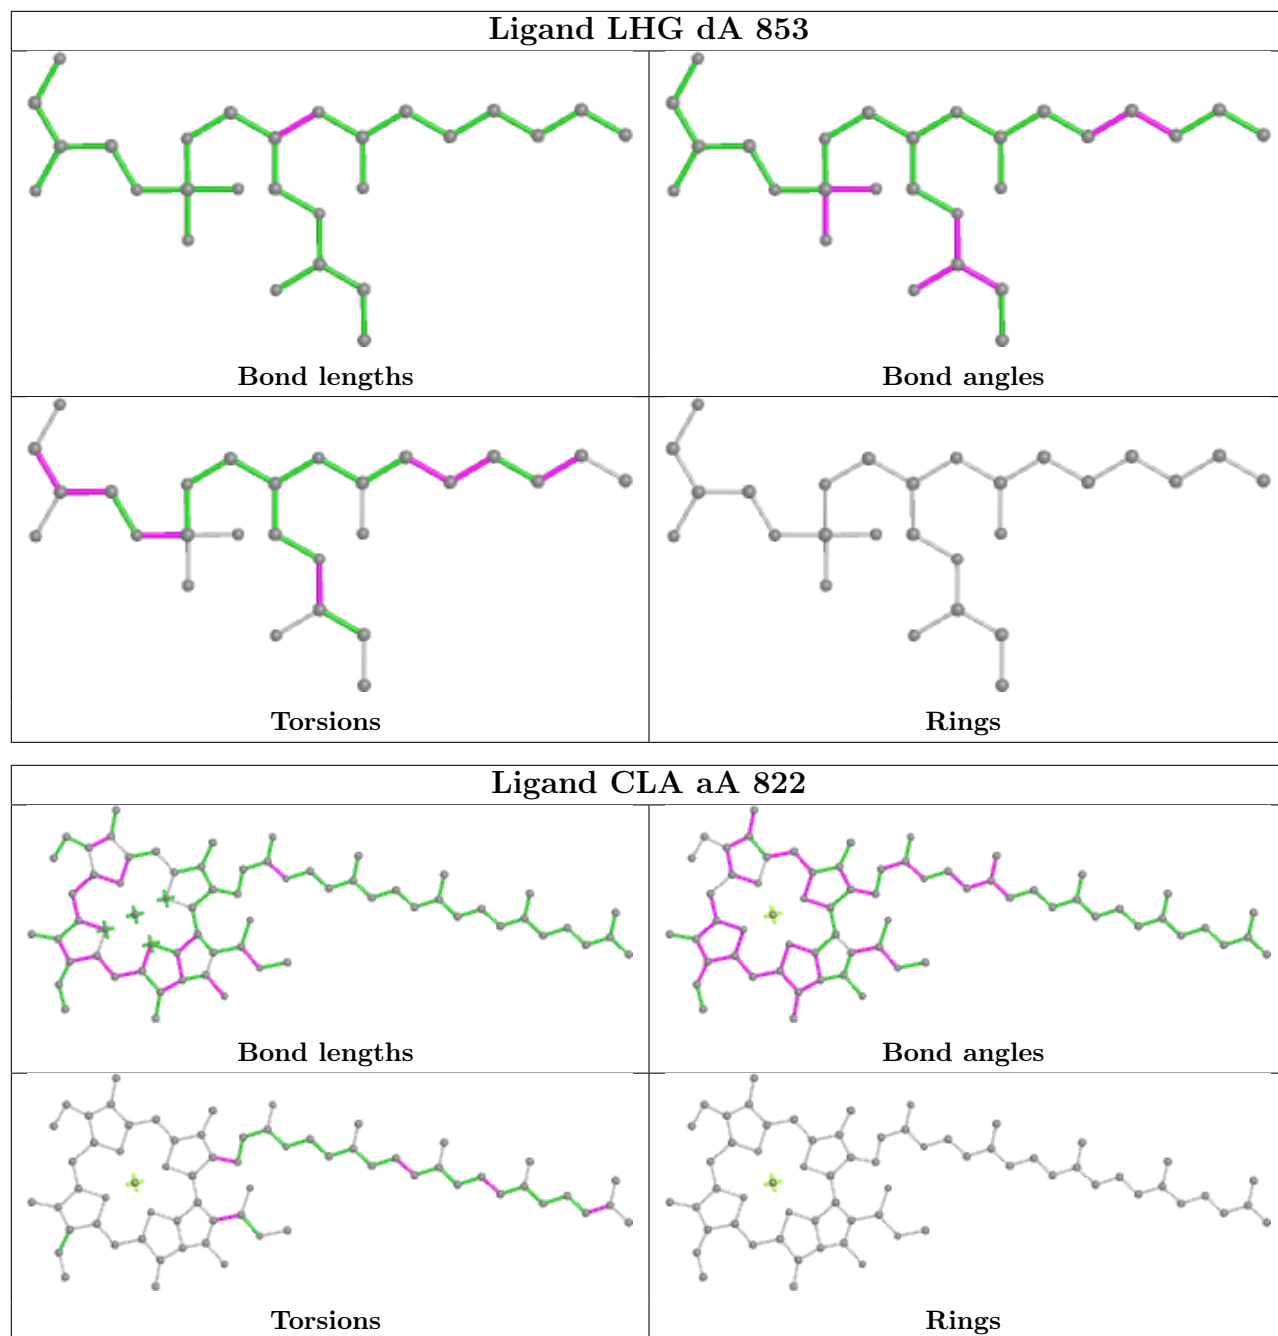 Ligand LHG dA 853
Bond lengths
Bond angles
Torsions
Rings
Ligand CLA aA 822
Bond lengths
Bond angles
Torsions
Rings